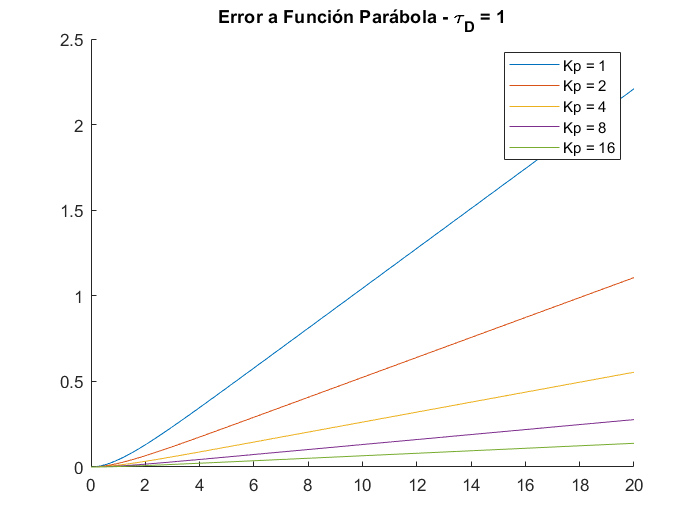 Error a Función Parábola - τ_D = 1
2.5
2
1.5
1
0.5
0
Kp = 1
Kp = 2
Kp = 4
Kp = 8
Kp = 16
0 2 4 6 8 10 12 14 16 18 20